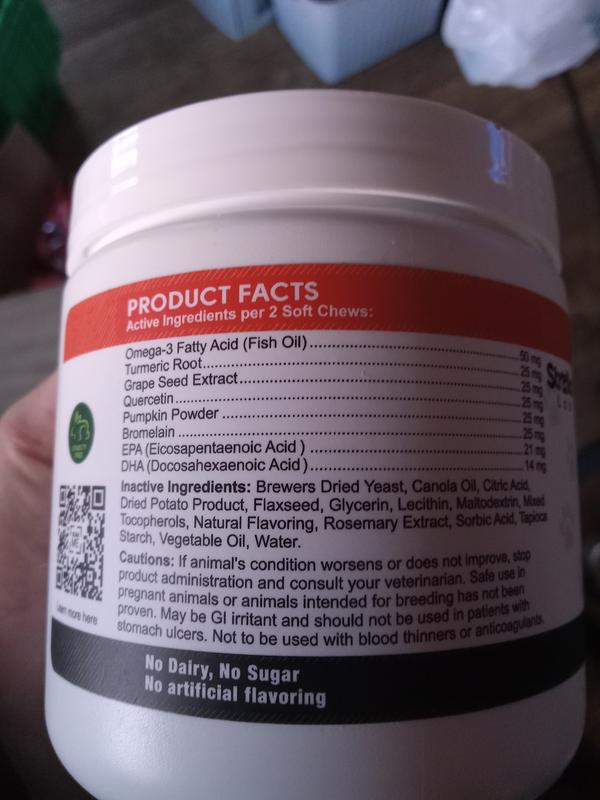 PRODUCT FACTS
Active Ingredients per 2 Soft Chews:
Omega-3 Fatty Acid (Fish Oil)......50 mg
Turmeric Root......25 mg
Grape Seed Extract......25 mg
Quercetin......25 mg
Pumpkin Powder......25 mg
Bromelain......25 mg
EPA (Eicosapentaenoic Acid )......21 mg
DHA (Docosahexaenoic Acid )......14 mg
Inactive Ingredients: Brewers Dried Yeast, Canola Oil, Citric Acid,
Dried Potato Product, Flaxseed, Glycerin, Lecithin, Maltodextrin, Mixed
Tocopherols, Natural Flavoring, Rosemary Extract, Sorbic Acid, Tapioca
Starch, Vegetable Oil, Water.
Cautions: If animal's condition worsens or does not improve, stop
product administration and consult your veterinarian. Safe use in
pregnant animals or animals intended for breeding has not been
proven. May be GI irritant and should not be used in patients with
stomach ulcers. Not to be used with blood thinners or anticoagulants.
Learn more here
No Dairy, No Sugar
No artificial flavoring